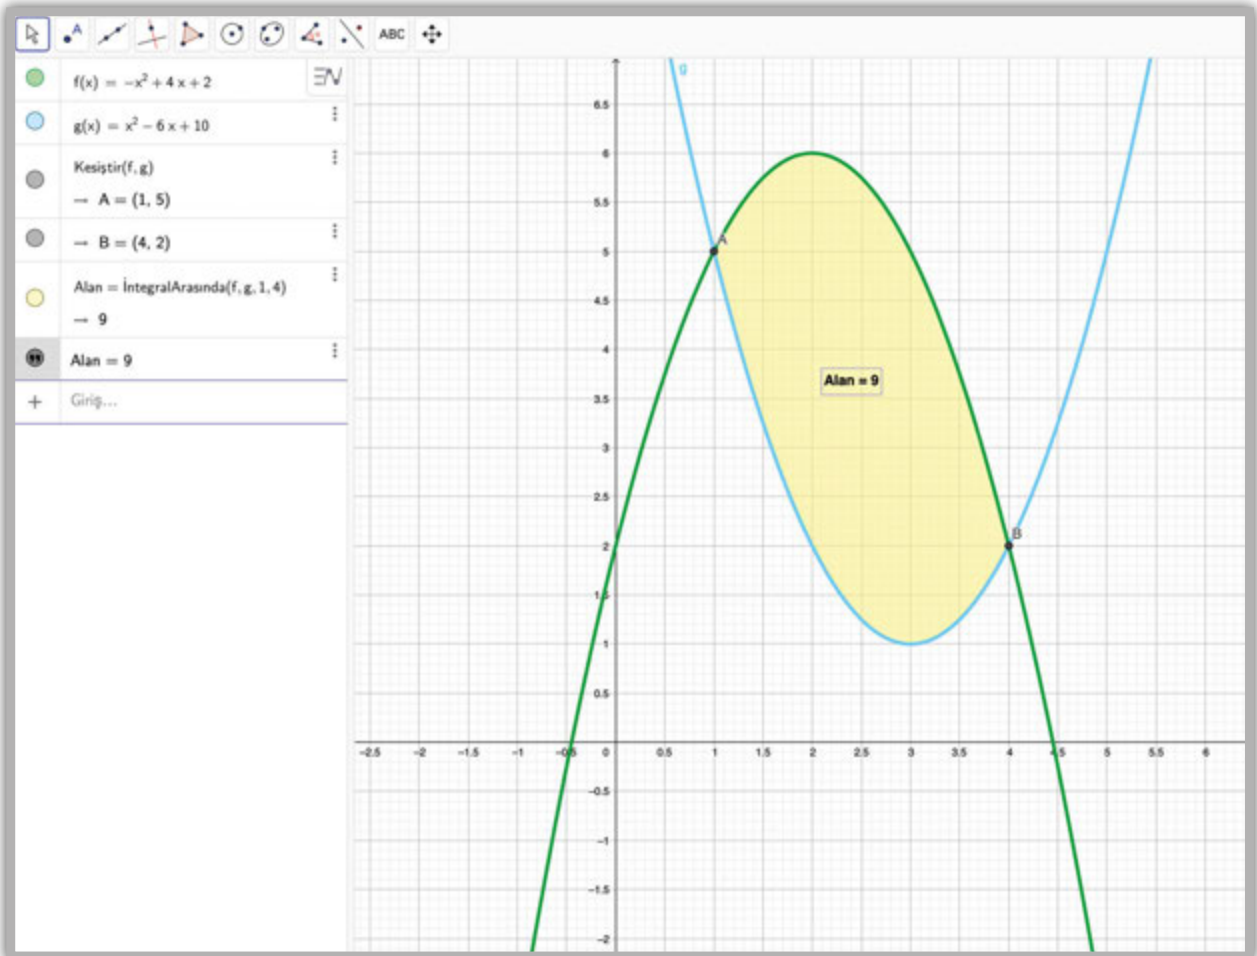 ABC
f(x) = −x² + 4 x + 2
g(x) = x² − 6 x + 10
Kesiştir(f, g)
→ A = (1, 5)
→ B = (4, 2)
Alan = İntegralArasında(f, g, 1, 4)
→ 9
Alan = 9
+ Giriş...
g
A
B
Alan = 9
6.5
6
5.5
5
4.5
4
3.5
3
2.5
2
1.5
1
0.5
−2.5 −2 −1.5 −1 −0.5 0 0.5 1 1.5 2 2.5 3 3.5 4 4.5 5 5.5 6
−0.5
−1
−1.5
−2